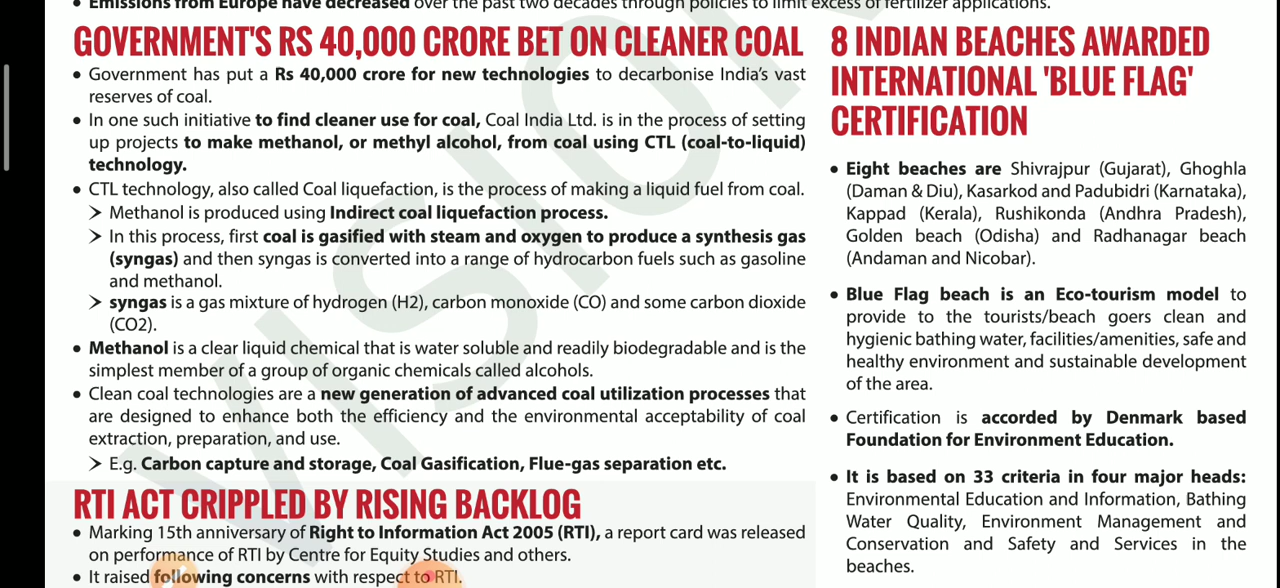 • Emissions from Europe have decreased over the past two decades through policies to limit excess of fertilizer applications.
GOVERNMENT'S RS 40,000 CRORE BET ON CLEANER COAL
• Government has put a Rs 40,000 crore for new technologies to decarbonise India's vast
reserves of coal.
• In one such initiative to find cleaner use for coal, Coal India Ltd. is in the process of setting
up projects to make methanol, or methyl alcohol, from coal using CTL (coal-to-liquid)
technology.
• CTL technology, also called Coal liquefaction, is the process of making a liquid fuel from coal.
➢ Methanol is produced using Indirect coal liquefaction process.
➢ In this process, first coal is gasified with steam and oxygen to produce a synthesis gas
(syngas) and then syngas is converted into a range of hydrocarbon fuels such as gasoline
and methanol.
➢ syngas is a gas mixture of hydrogen (H2), carbon monoxide (CO) and some carbon dioxide
(CO2).
• Methanol is a clear liquid chemical that is water soluble and readily biodegradable and is the
simplest member of a group of organic chemicals called alcohols.
• Clean coal technologies are a new generation of advanced coal utilization processes that
are designed to enhance both the efficiency and the environmental acceptability of coal
extraction, preparation, and use.
➢ E.g. Carbon capture and storage, Coal Gasification, Flue-gas separation etc.
RTI ACT CRIPPLED BY RISING BACKLOG
• Marking 15th anniversary of Right to Information Act 2005 (RTI), a report card was released
on performance of RTI by Centre for Equity Studies and others.
• It raised following concerns with respect to RTI.
8 INDIAN BEACHES AWARDED
INTERNATIONAL 'BLUE FLAG'
CERTIFICATION
• Eight beaches are Shivrajpur (Gujarat), Ghoghla
(Daman & Diu), Kasarkod and Padubidri (Karnataka),
Kappad (Kerala), Rushikonda (Andhra Pradesh),
Golden beach (Odisha) and Radhanagar beach
(Andaman and Nicobar).
• Blue Flag beach is an Eco-tourism model to
provide to the tourists/beach goers clean and
hygienic bathing water, facilities/amenities, safe and
healthy environment and sustainable development
of the area.
• Certification is accorded by Denmark based
Foundation for Environment Education.
• It is based on 33 criteria in four major heads:
Environmental Education and Information, Bathing
Water Quality, Environment Management and
Conservation and Safety and Services in the
beaches.
VISION